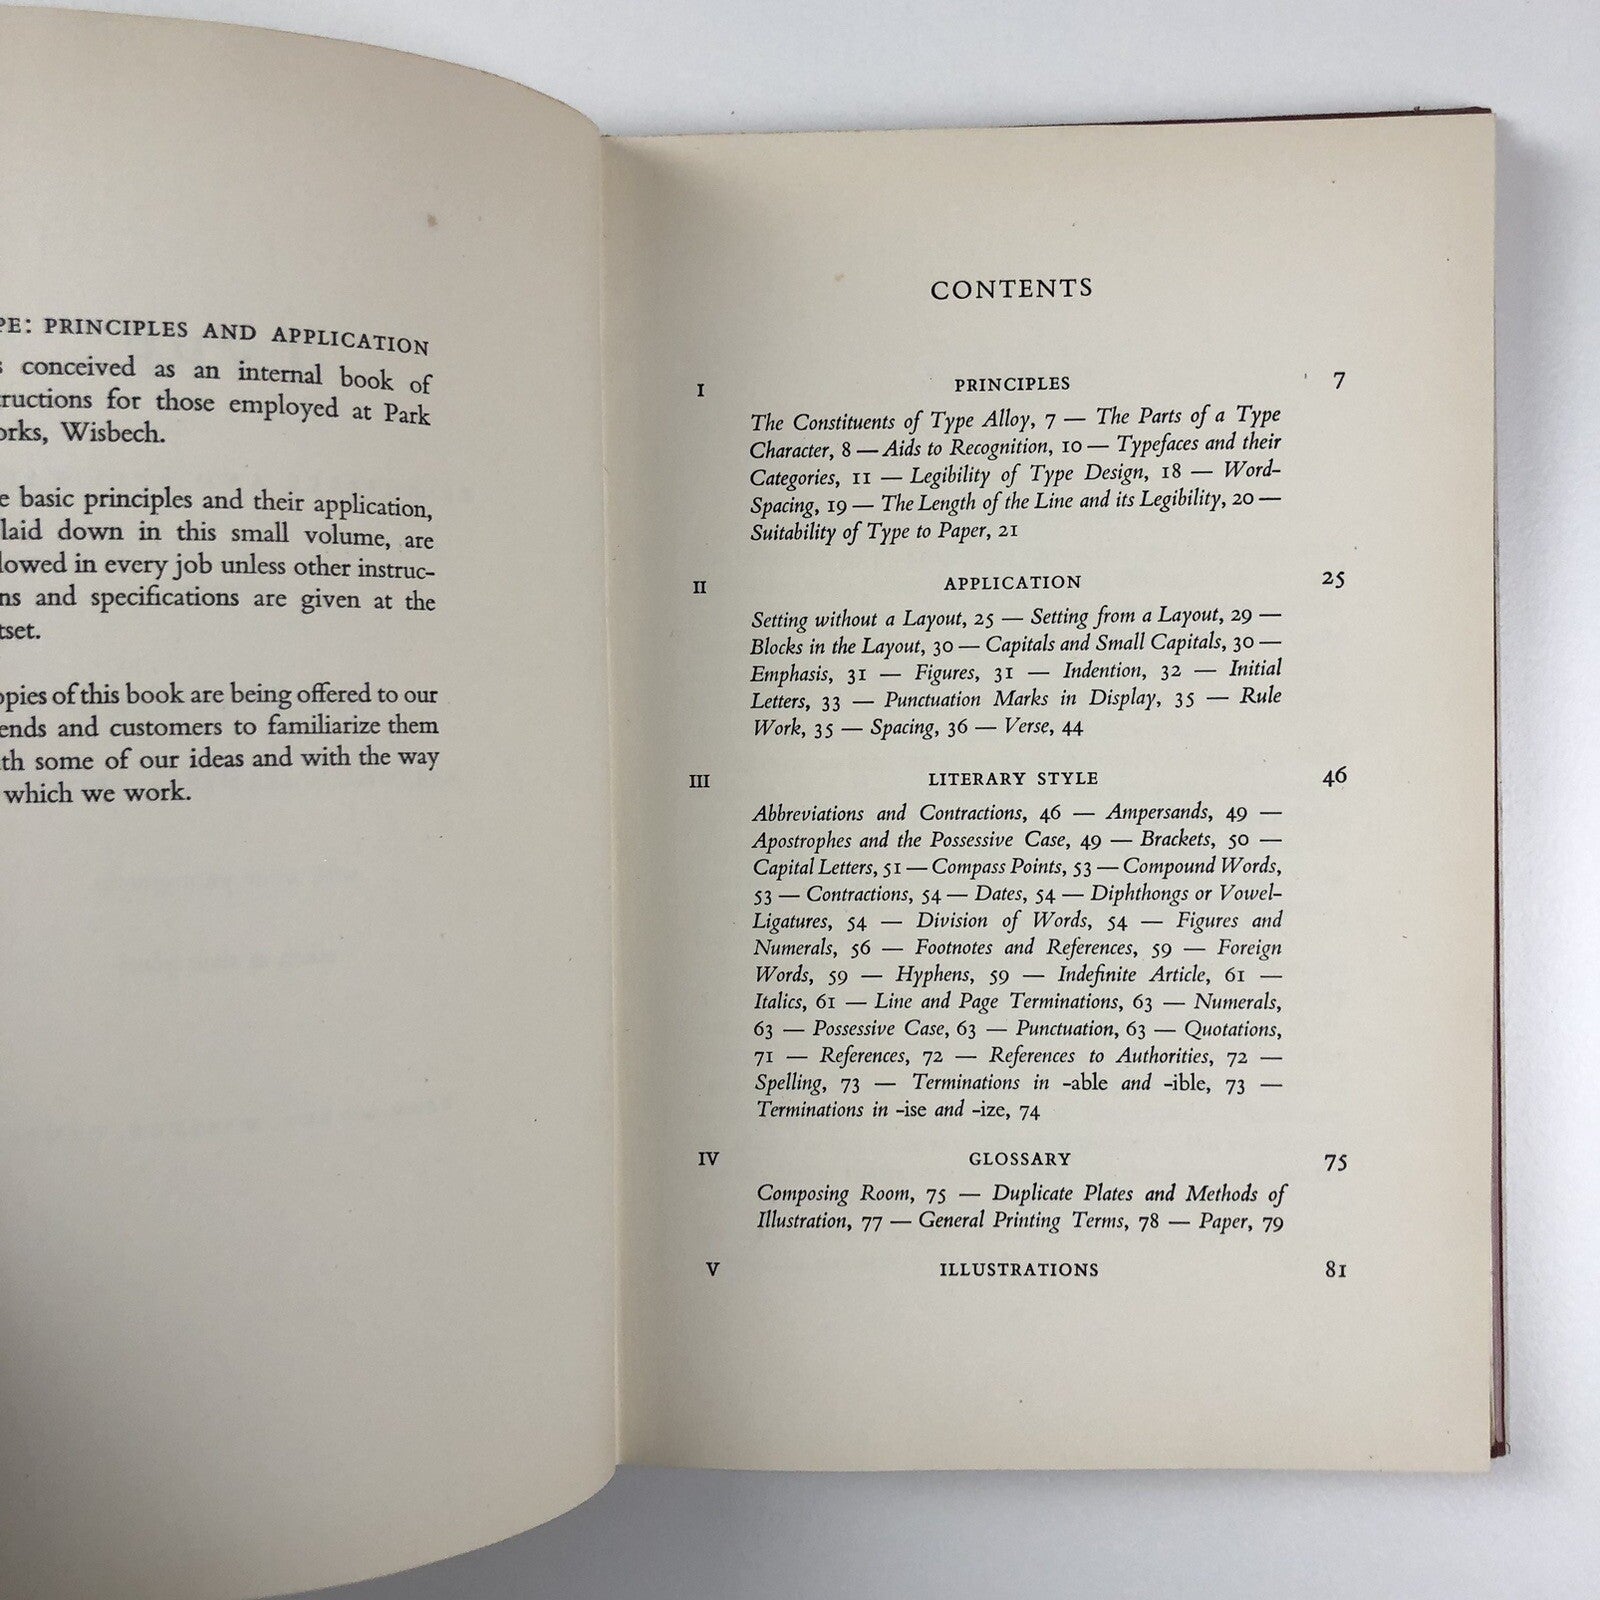 PE: PRINCIPLES AND APPLICATION
s conceived as an internal book of
tructions for those employed at Park
orks, Wisbech.
e basic principles and their application,
laid down in this small volume, are
lowed in every job unless other instruc-
ns and specifications are given at the
tset.
opies of this book are being offered to our
ends and customers to familiarize them
th some of our ideas and with the way
which we work.
CONTENTS
I PRINCIPLES 7
The Constituents of Type Alloy, 7 — The Parts of a Type
Character, 8 — Aids to Recognition, 10 — Typefaces and their
Categories, 11 — Legibility of Type Design, 18 — Word-
Spacing, 19 — The Length of the Line and its Legibility, 20 —
Suitability of Type to Paper, 21
II APPLICATION 25
Setting without a Layout, 25 — Setting from a Layout, 29 —
Blocks in the Layout, 30 — Capitals and Small Capitals, 30 —
Emphasis, 31 — Figures, 31 — Indention, 32 — Initial
Letters, 33 — Punctuation Marks in Display, 35 — Rule
Work, 35 — Spacing, 36 — Verse, 44
III LITERARY STYLE 46
Abbreviations and Contractions, 46 — Ampersands, 49 —
Apostrophes and the Possessive Case, 49 — Brackets, 50 —
Capital Letters, 51 — Compass Points, 53 — Compound Words,
53 — Contractions, 54 — Dates, 54 — Diphthongs or Vowel-
Ligatures, 54 — Division of Words, 54 — Figures and
Numerals, 56 — Footnotes and References, 59 — Foreign
Words, 59 — Hyphens, 59 — Indefinite Article, 61 —
Italics, 61 — Line and Page Terminations, 63 — Numerals,
63 — Possessive Case, 63 — Punctuation, 63 — Quotations,
71 — References, 72 — References to Authorities, 72 —
Spelling, 73 — Terminations in -able and -ible, 73 —
Terminations in -ise and -ize, 74
IV GLOSSARY 75
Composing Room, 75 — Duplicate Plates and Methods of
Illustration, 77 — General Printing Terms, 78 — Paper, 79
V ILLUSTRATIONS 81